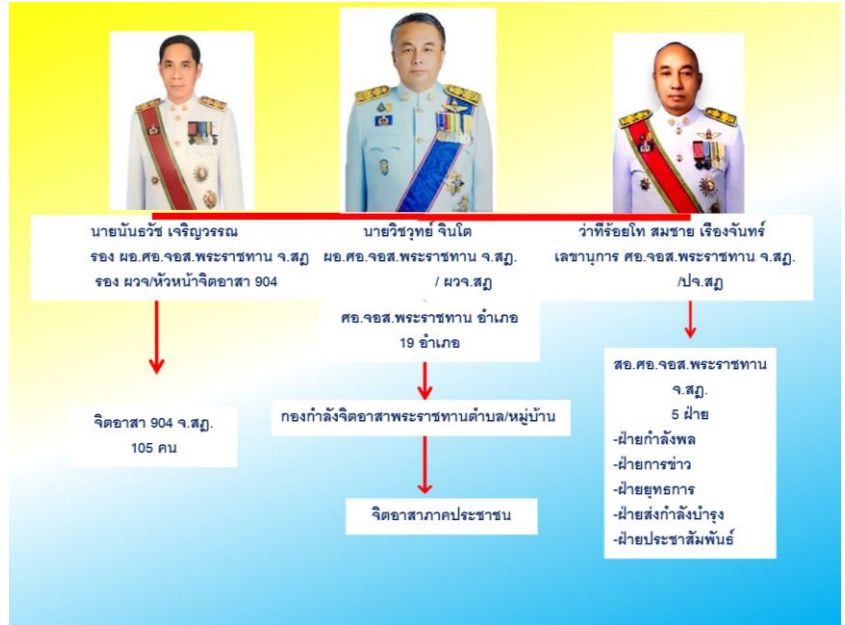 นายนันธวัช เจริญวรรณ
รอง ผอ.ศอ.จอส.พระราชทาน จ.สฎ
รอง ผวจ/หัวหน้าจิตอาสา 904
นายวิชวุทย์ จินโต
ผอ.ศอ.จอส.พระราชทาน จ.สฎ.
/ ผวจ.สฎ
ว่าที่ร้อยโท สมชาย เรืองจันทร์
เลขานุการ ศอ.จอส.พระราชทาน จ.สฎ.
/ปจ.สฎ
ศอ.จอส.พระราชทาน อำเภอ
19 อำเภอ
จิตอาสา 904 จ.สฎ.
105 คน
กองกำลังจิตอาสาพระราชทานตำบล/หมู่บ้าน
จิตอาสาภาคประชาชน
สอ.ศอ.จอส.พระราชทาน
จ.สฎ.
5 ฝ่าย
-ฝ่ายกำลังพล
-ฝ่ายการข่าว
-ฝ่ายยุทธการ
-ฝ่ายส่งกำลังบำรุง
-ฝ่ายประชาสัมพันธ์